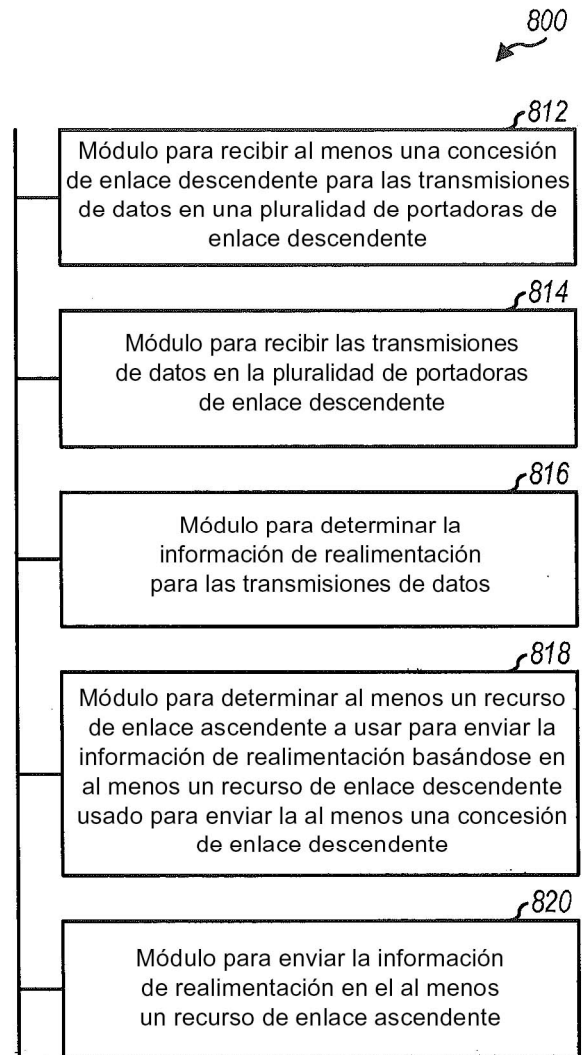 800
812
Módulo para recibir al menos una concesión
de enlace descendente para las transmisiones
de datos en una pluralidad de portadoras de
enlace descendente
814
Módulo para recibir las transmisiones
de datos en la pluralidad de portadoras
de enlace descendente
816
Módulo para determinar la
información de realimentación
para las transmisiones de datos
818
Módulo para determinar al menos un recurso
de enlace ascendente a usar para enviar la
información de realimentación basándose en
al menos un recurso de enlace descendente
usado para enviar la al menos una concesión
de enlace descendente
820
Módulo para enviar la información
de realimentación en el al menos
un recurso de enlace ascendente